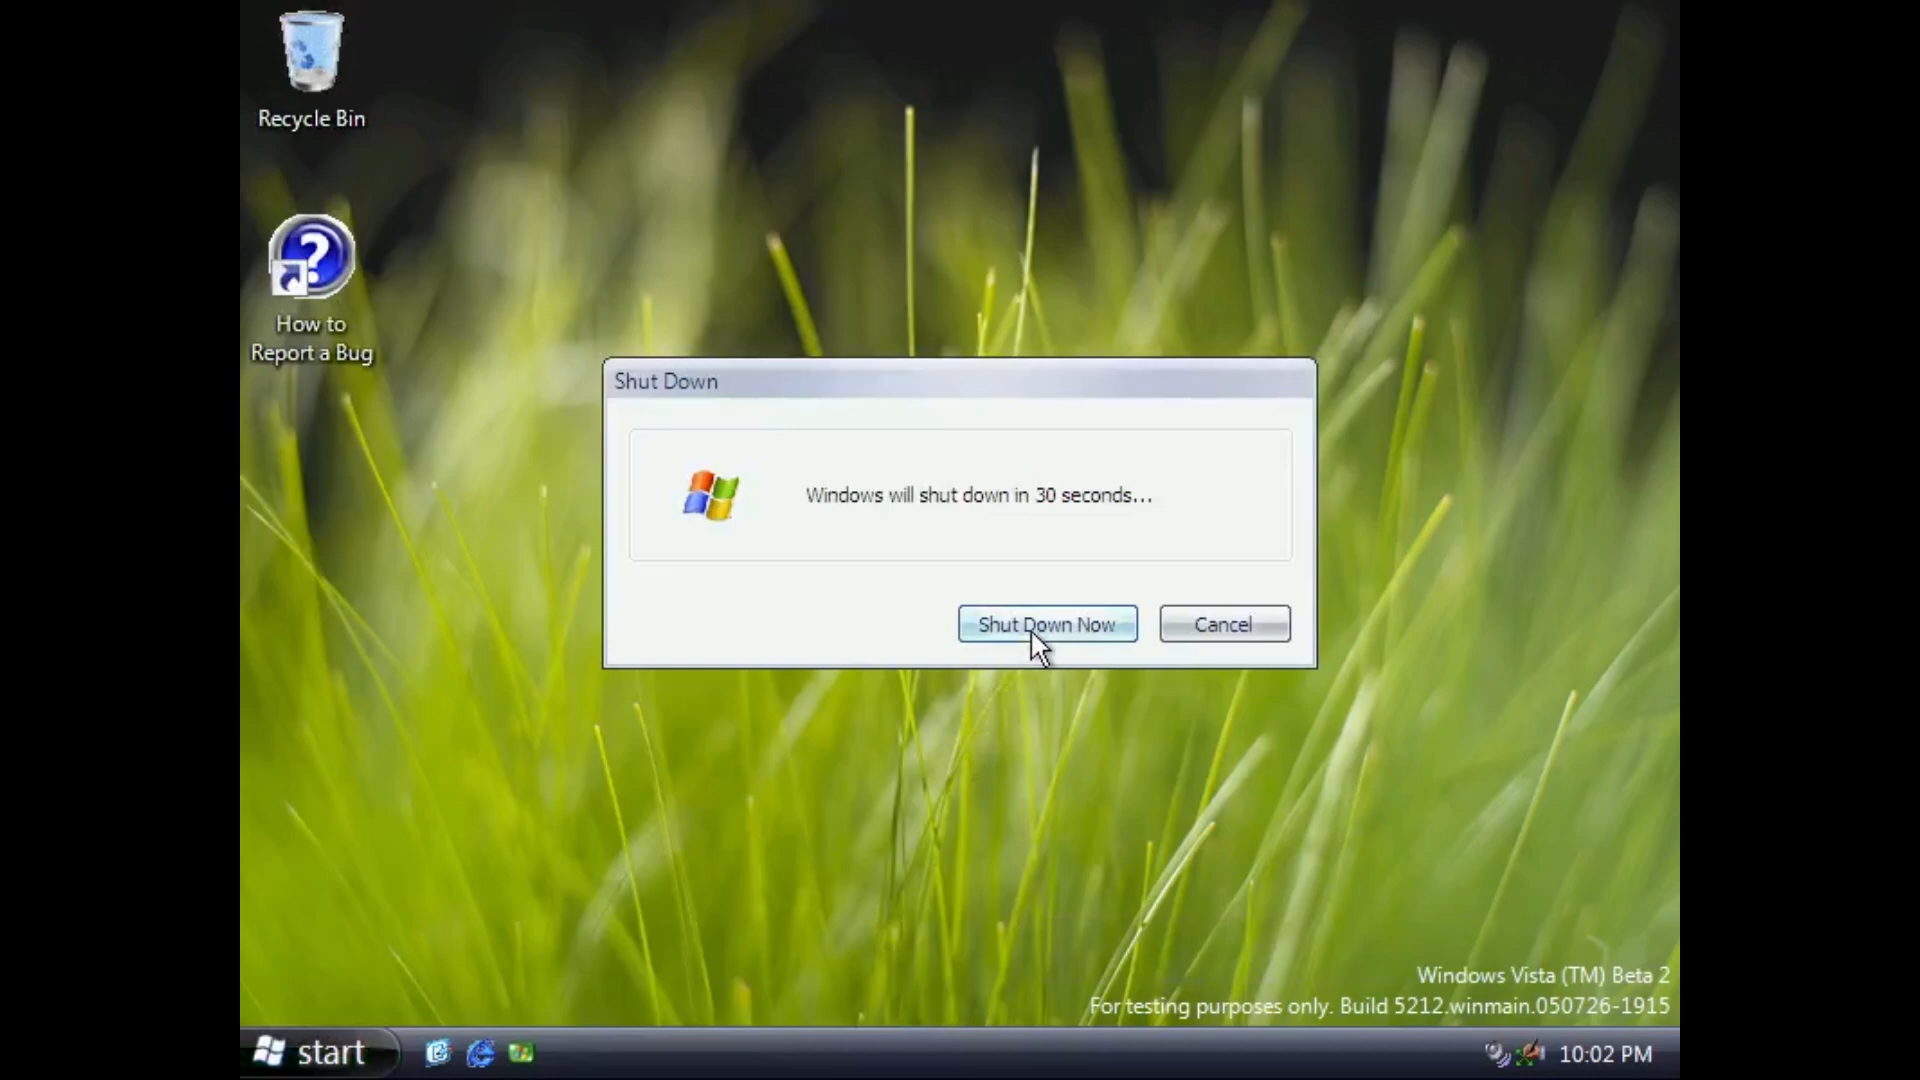 Recycle Bin
How to
Report a Bug
Shut Down
Windows will shut down in 30 seconds...
Shut Down Now
Cancel
Windows Vista (TM) Beta 2
For testing purposes only. Build 5212.winmain.050726-1915
start
10:02 PM